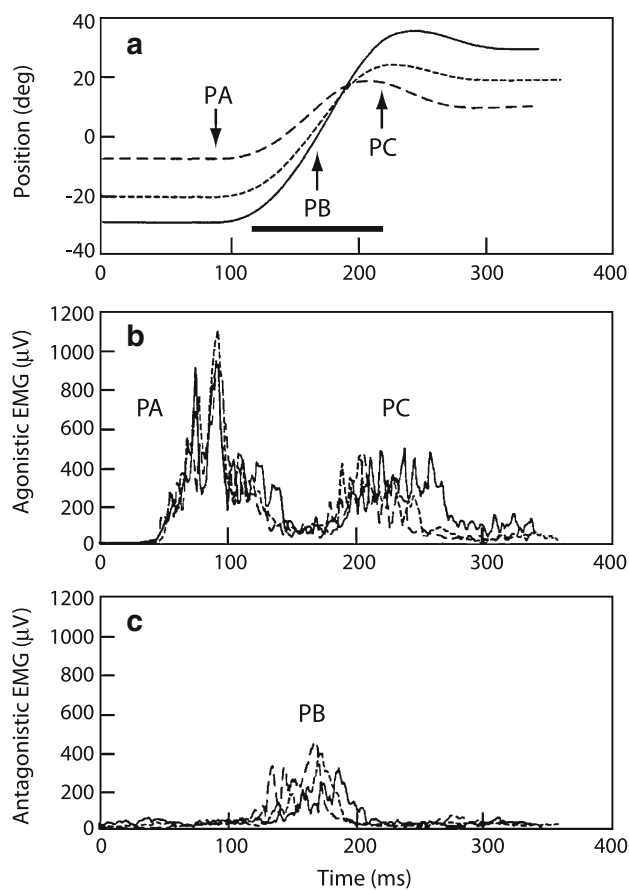 a
Position (deg)
40
20
0
-20
-40
PA
PB
PC
0 100 200 300 400
b
Agonistic EMG (μV)
1200
1000
800
600
400
200
0
PA
PC
0 100 200 300 400
c
Antagonistic EMG (μV)
1200
1000
800
600
400
200
0
PB
0 100 200 300 400
Time (ms)